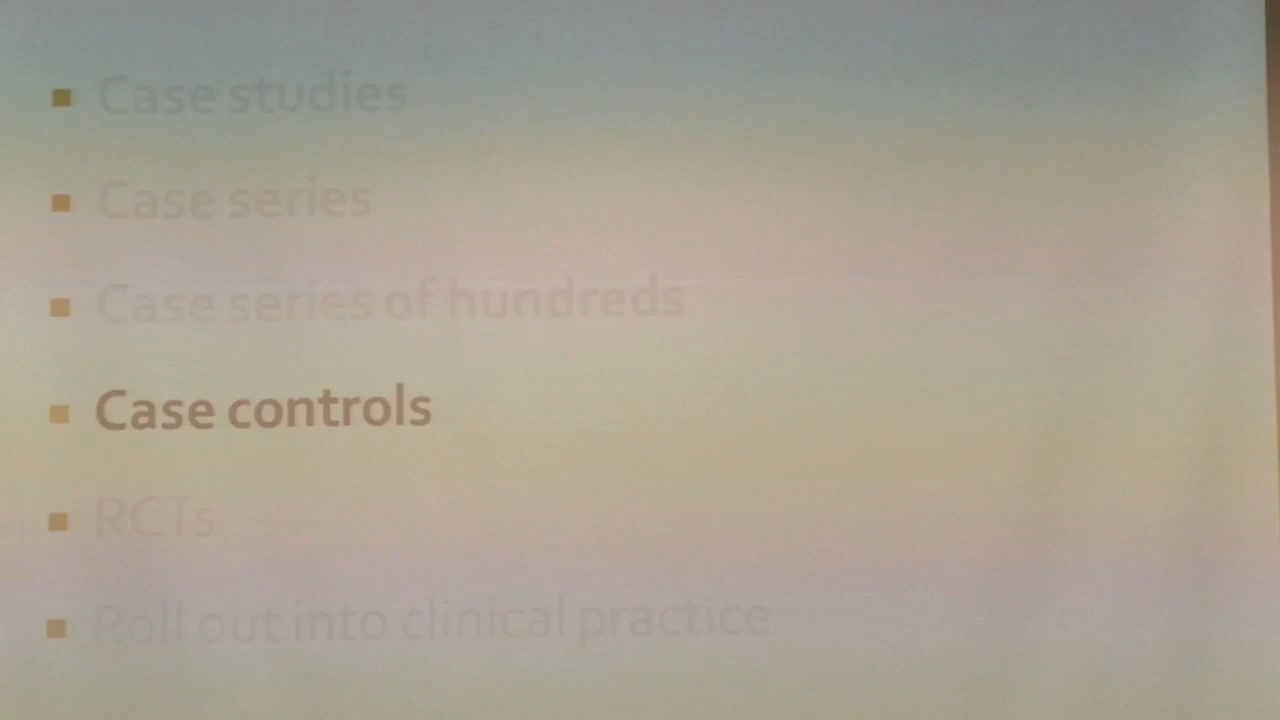 Case studies
Case series
Case series of hundreds
Case controls
RCTs
Roll out into clinical practice